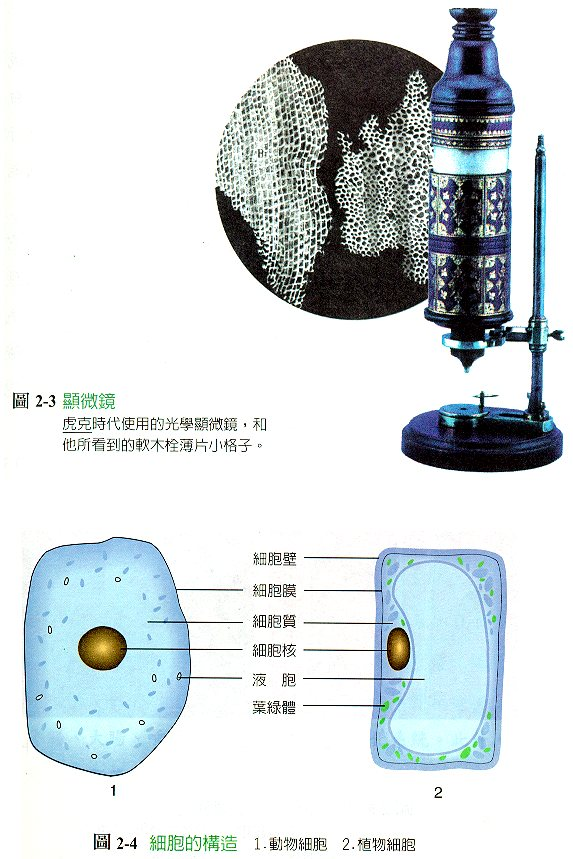 圖 2-3 顯微鏡
虎克時代使用的光學顯微鏡，和
他所看到的軟木栓薄片小格子。
細胞壁
細胞膜
細胞質
細胞核
液 胞
葉綠體
1
2
圖 2-4 細胞的構造 1.動物細胞 2.植物細胞